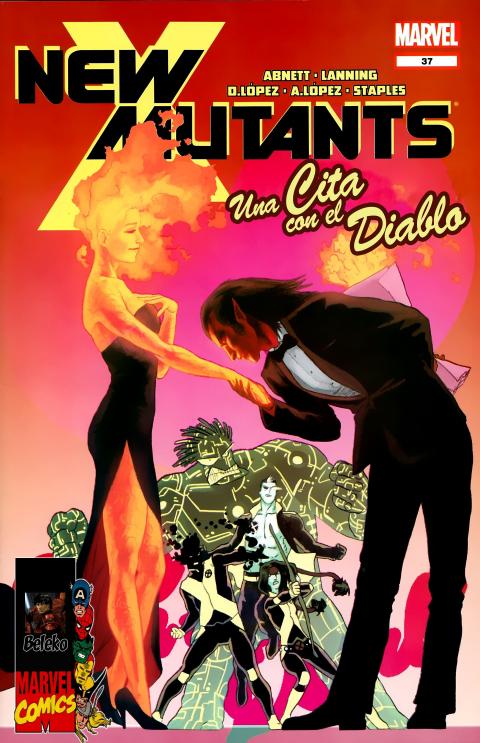 MARVEL
37
ABNETT · LANNING
D.LÓPEZ · A.LÓPEZ · STAPLES
NEW
X
MUTANTS
Una Cita
con el
Diablo
Beleko
MARVEL
COMICS